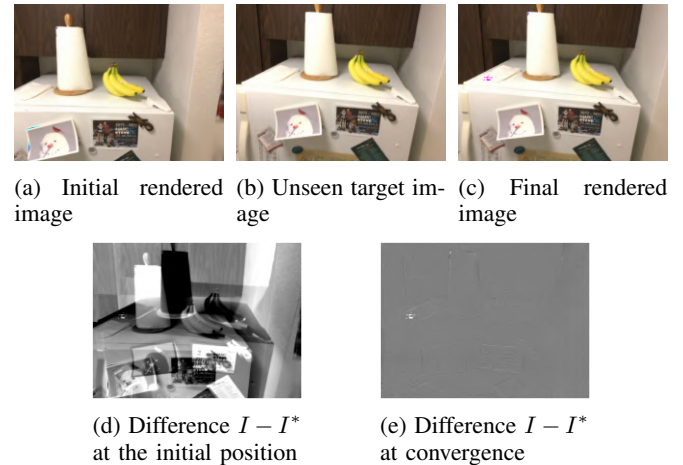 (a) Initial rendered image
(b) Unseen target im-
age
(c) Final rendered
image
(d) Difference I − I*
at the initial position
(e) Difference I − I*
at convergence